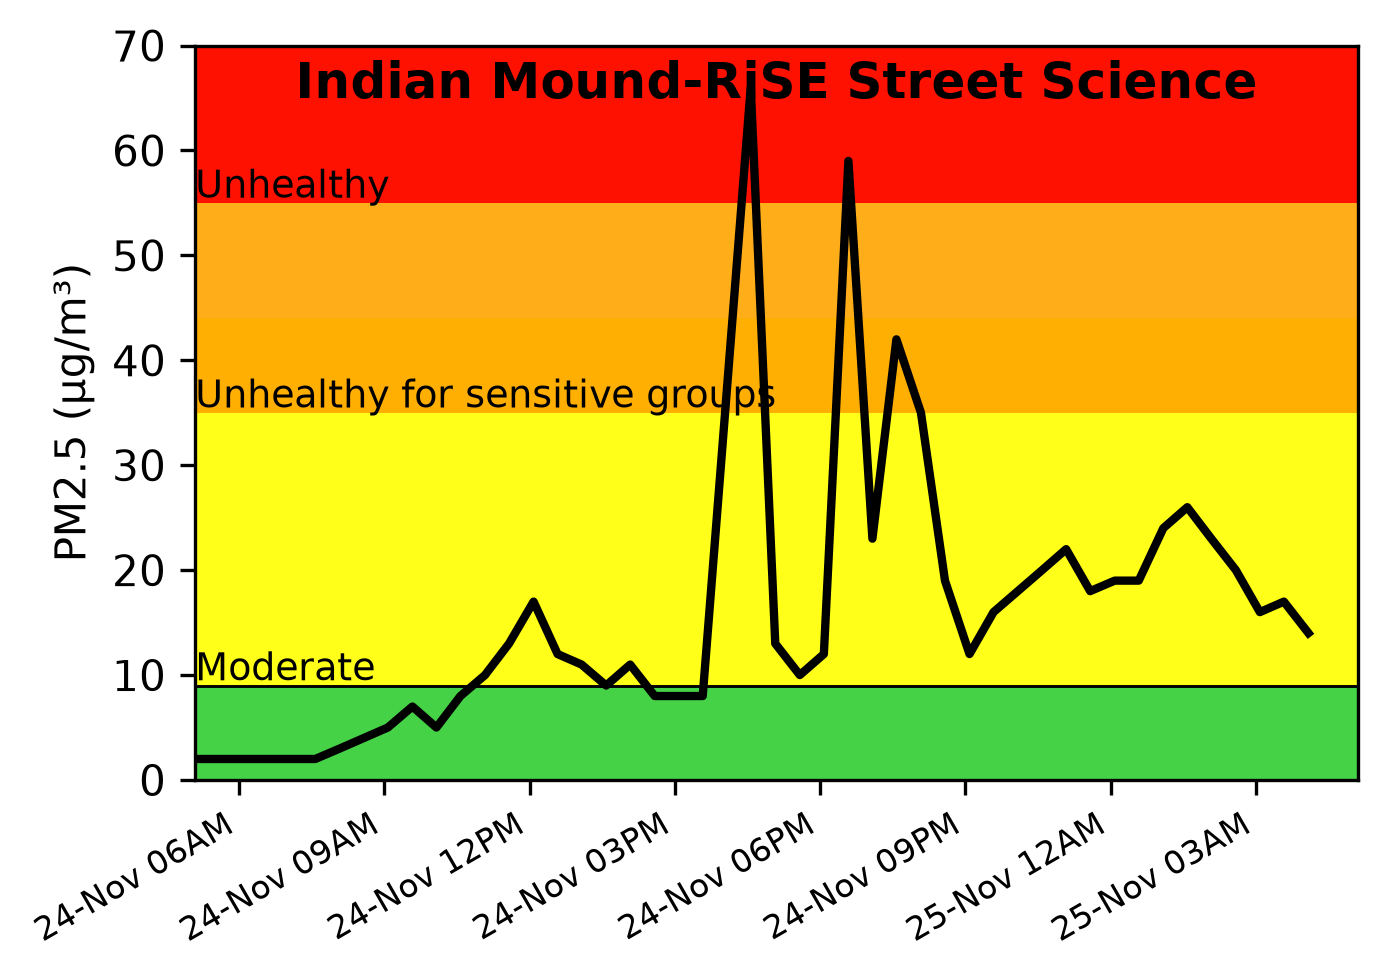 Indian Mound-RiSE Street Science
70
60
50
40
30
20
10
0
PM2.5 (µg/m³)
Unhealthy
Unhealthy for sensitive groups
Moderate
24-Nov 06AM
24-Nov 09AM
24-Nov 12PM
24-Nov 03PM
24-Nov 06PM
24-Nov 09PM
25-Nov 12AM
25-Nov 03AM